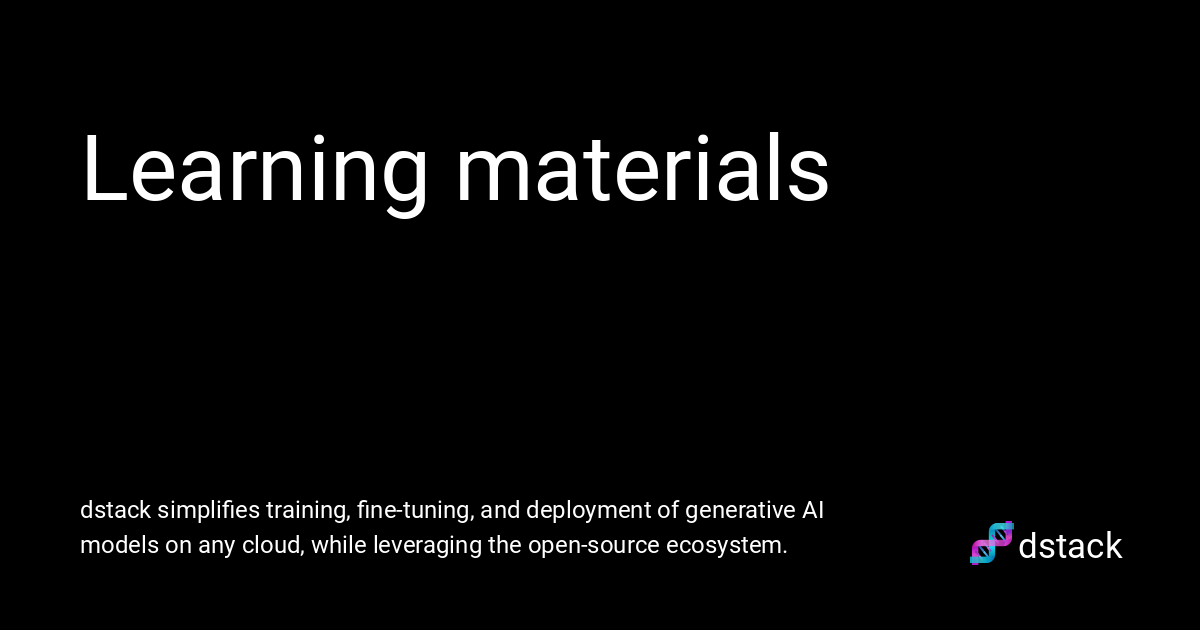 Learning materials
dstack simplifies training, fine-tuning, and deployment of generative AI
models on any cloud, while leveraging the open-source ecosystem.
dstack